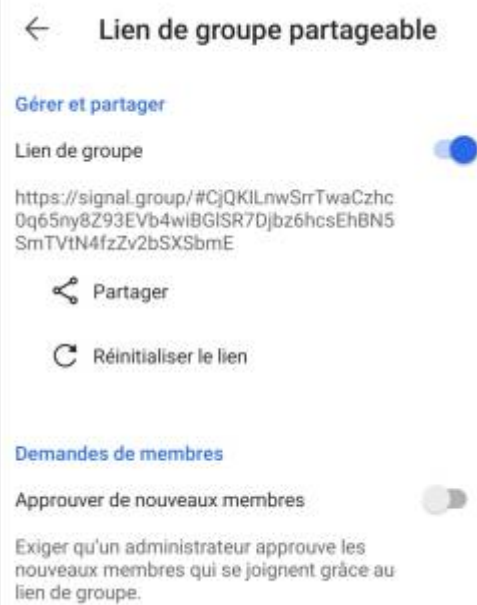 Lien de groupe partageable
Gérer et partager
Lien de groupe
https://signal.group/#CjQKILnwSrrTwaCzhc
0q65ny8Z93EVb4wiBGlSR7Djbz6hcsEhBN5
SmTVtN4fzZv2bSXSbmE
Partager
Réinitialiser le lien
Demandes de membres
Approuver de nouveaux membres
Exiger qu'un administrateur approuve les
nouveaux membres qui se joignent grâce au
lien de groupe.